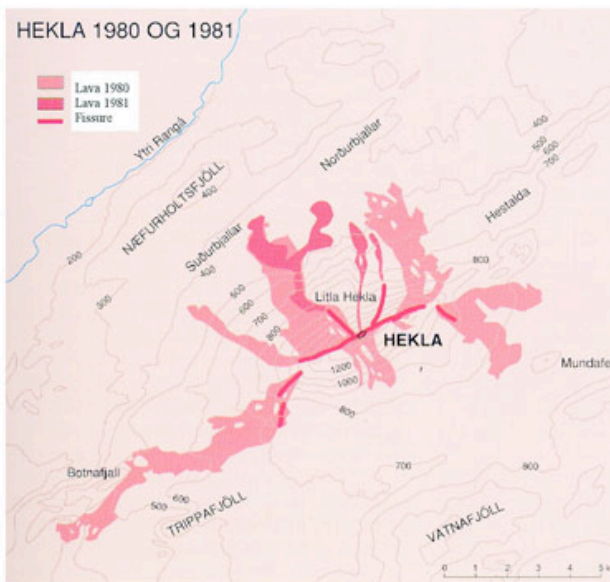 HEKLA 1980 OG 1981
Lava 1980
Lava 1981
Fissure
Ytri Rangá
NÆFURHOLTSFJÖLL
400
Norðurbjallar
400
500
600
700
Hestalda
Suðurbjallar
400
200
300
500
600
700
800
800
Litla Hekla
HEKLA
1200
1000
800
Mundafe
Botnafjall
500
600
TRIPPAFJÖLL
700
800
VATNAFJÖLL
0 1 2 3 4 5 k